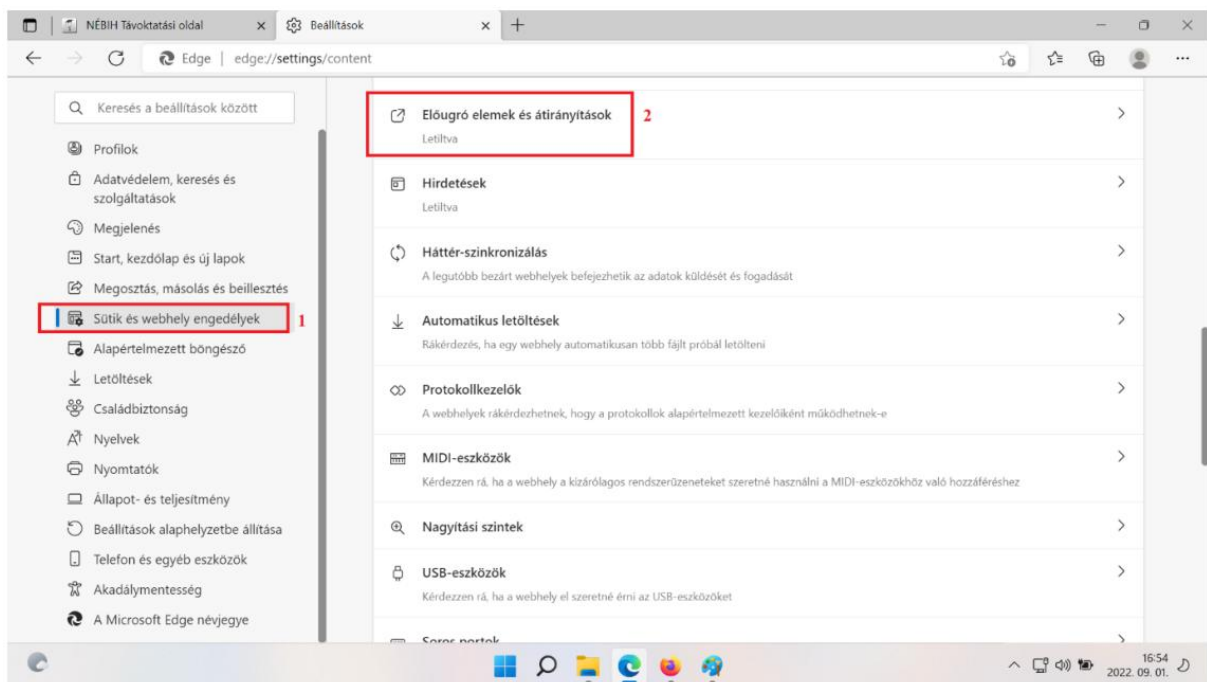 NÉBIH Távoktatási oldal
Beállítások
Edge | edge://settings/content
Keresés a beállítások között
Profilok
Adatvédelem, keresés és
szolgáltatások
Megjelenés
Start, kezdőlap és új lapok
Megosztás, másolás és beillesztés
Sütik és webhely engedélyek
1
Alapértelmezett böngésző
Letöltések
Családbiztonság
Nyelvek
Nyomtatók
Állapot- és teljesítmény
Beállítások alaphelyzetbe állítása
Telefon és egyéb eszközök
Akadálymentesség
A Microsoft Edge névjegye
Előugró elemek és átirányítások
2
Letiltva
Hirdetések
Letiltva
Háttér-szinkronizálás
A legutóbb bezárt webhelyek befejezhetik az adatok küldését és fogadását
Automatikus letöltések
Rákérdezés, ha egy webhely automatikusan több fájlt próbál letölteni
Protokollkezelők
A webhelyek rákérdezhetnek, hogy a protokollok alapértelmezett kezelőiként működhetnek-e
MIDI-eszközök
Kérdezzen rá, ha a webhely a kizárólagos rendszerüzeneteket szeretné használni a MIDI-eszközökhöz való hozzáféréshez
Nagyítási szintek
USB-eszközök
Kérdezzen rá, ha a webhely el szeretné érni az USB-eszközöket
Soros portok
16:54
2022. 09. 01.